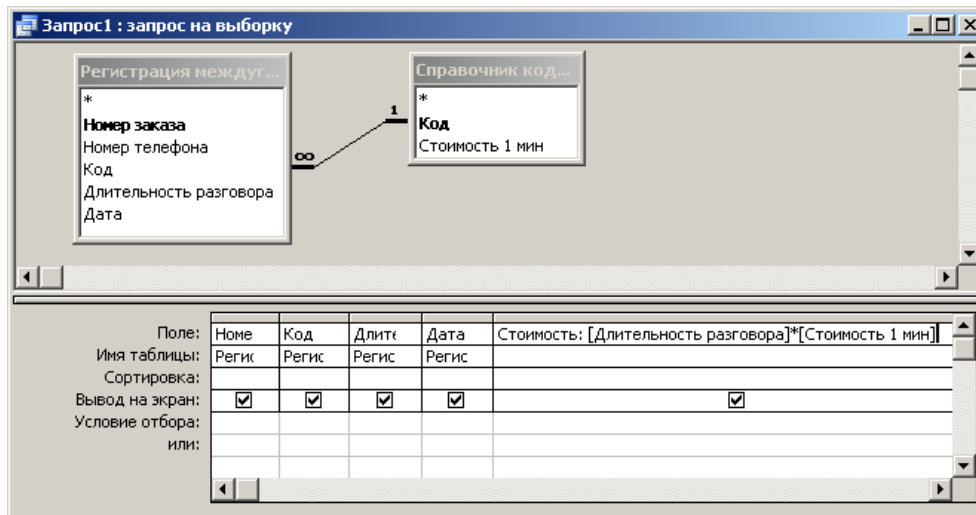 Запрос1 : запрос на выборку
Регистрация междуг...
*
Номер заказа
Номер телефона
Код
Длительность разговора
Дата
∞
1
Справочник код...
*
Код
Стоимость 1 мин
Поле: Номе Код Длите Дата Стоимость: [Длительность разговора]*[Стоимость 1 мин]
Имя таблицы: Регис Регис Регис Регис
Сортировка:
Вывод на экран:
Условие отбора:
или: